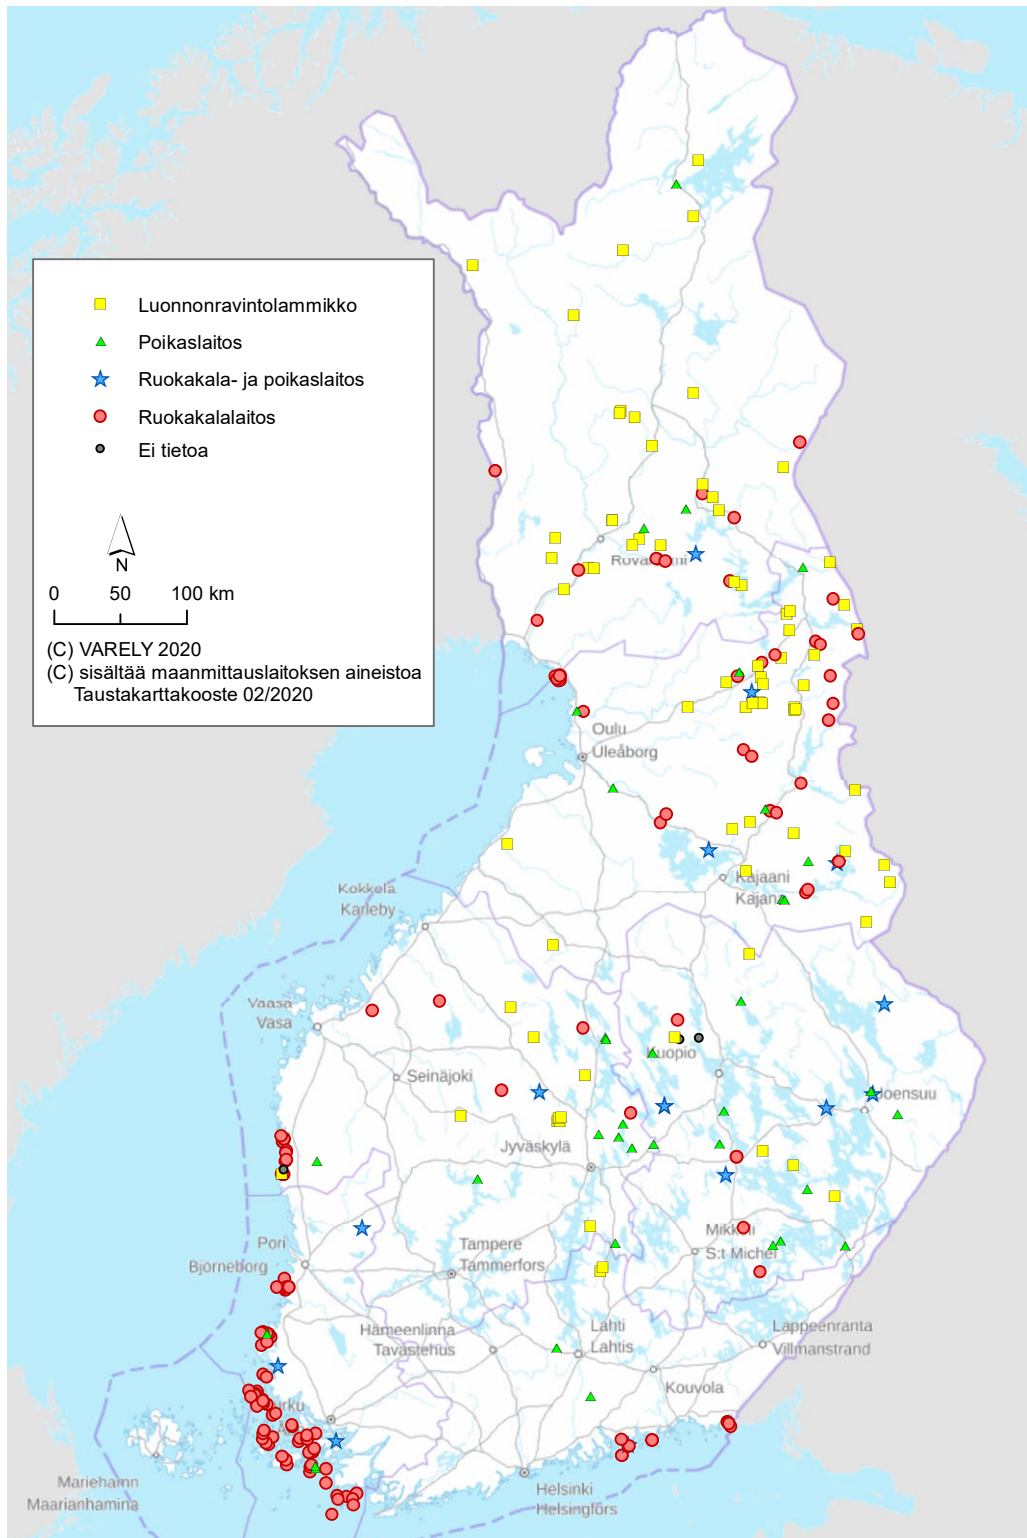 Luonnonravintolammikko
Poikaslaitos
Ruokakala- ja poikaslaitos
Ruokakalalaitos
Ei tietoa
N
0 50 100 km
(C) VARELY 2020
(C) sisältää maanmittauslaitoksen aineistoa
Taustakarttakooste 02/2020
Oulu
Uleåborg
Kajaani
Kokkola
Karleby
Vaasa
Vasa
Kuopio
Seinäjoki
Joensuu
Jyväskylä
Pori
Björneborg
Tampere
Tammerfors
S:t Michel
Hämeenlinna
Tavastehus
Lahti
Lahtis
Lappeenranta
Villmanstrand
Kouvola
Mariehamn
Maarianhamina
Helsinki
Helsingfors